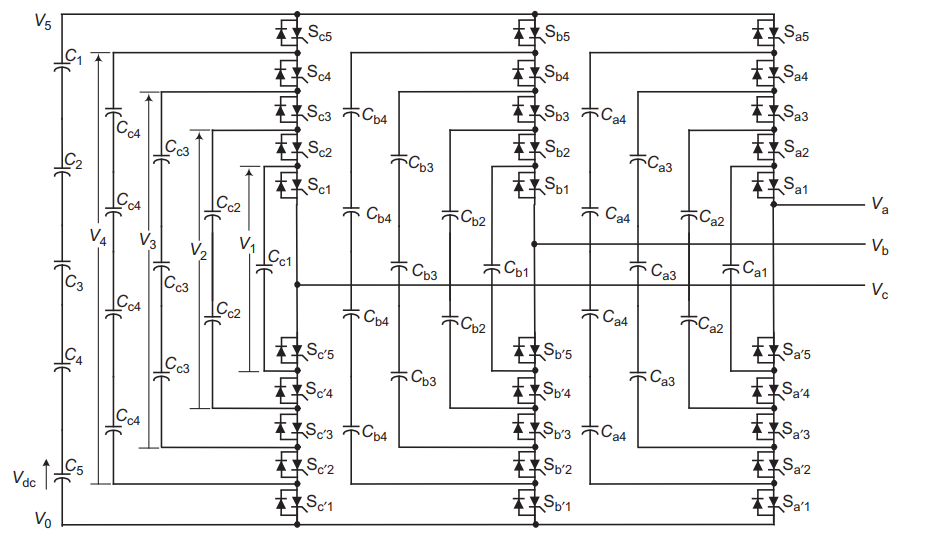 V5 Sc5 Sb5 Sa5
C1 Sc4 Sb4 Sa4
Cc4 Sc3 Cb4 Sb3 Ca4 Sa3
C2 Cc3 Sc2 Cb3 Sb2 Ca3 Sa2
Cc4 Cc2 Sc1 Cb4 Cb2 Sb1 Ca4 Ca2 Sa1
Va
V4 V3 V2 V1 Vb
C3 Cc3 Cc1 Cb3 Cb1 Ca3 Ca1
Vc
Cc4 Cc2 Cb4 Cb2 Ca4 Ca2
C4 Cc3 Sc′5 Cb3 Sb′5 Ca3 Sa′5
Sc′4 Sb′4 Sa′4
Cc4 Sc′3 Cb4 Sb′3 Ca4 Sa′3
Vdc C5 Sc′2 Sb′2 Sa′2
V0 Sc′1 Sb′1 Sa′1